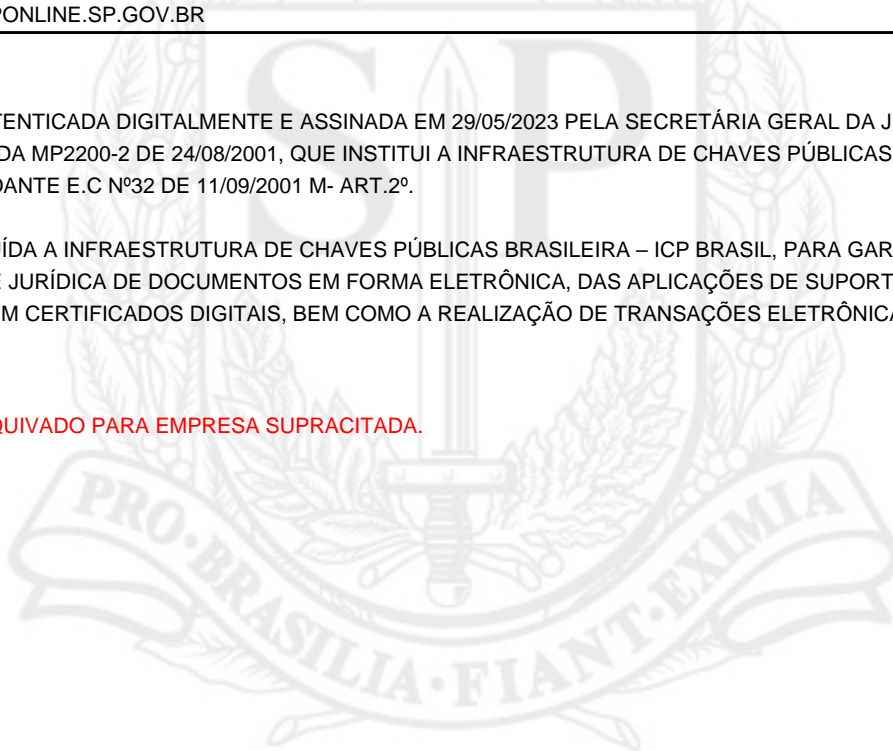 PONLINE.SP.GOV.BR
TENTICADA DIGITALMENTE E ASSINADA EM 29/05/2023 PELA SECRETÁRIA GERAL DA J
DA MP2200-2 DE 24/08/2001, QUE INSTITUI A INFRAESTRUTURA DE CHAVES PÚBLICAS
DANTE E.C Nº32 DE 11/09/2001 M- ART.2º.
ÍDA A INFRAESTRUTURA DE CHAVES PÚBLICAS BRASILEIRA – ICP BRASIL, PARA GAR
E JURÍDICA DE DOCUMENTOS EM FORMA ELETRÔNICA, DAS APLICAÇÕES DE SUPORT
M CERTIFICADOS DIGITAIS, BEM COMO A REALIZAÇÃO DE TRANSAÇÕES ELETRÔNICA
QUIVADO PARA EMPRESA SUPRACITADA.
SP
PRO·BRASILIA·FIANT·EXIMIA